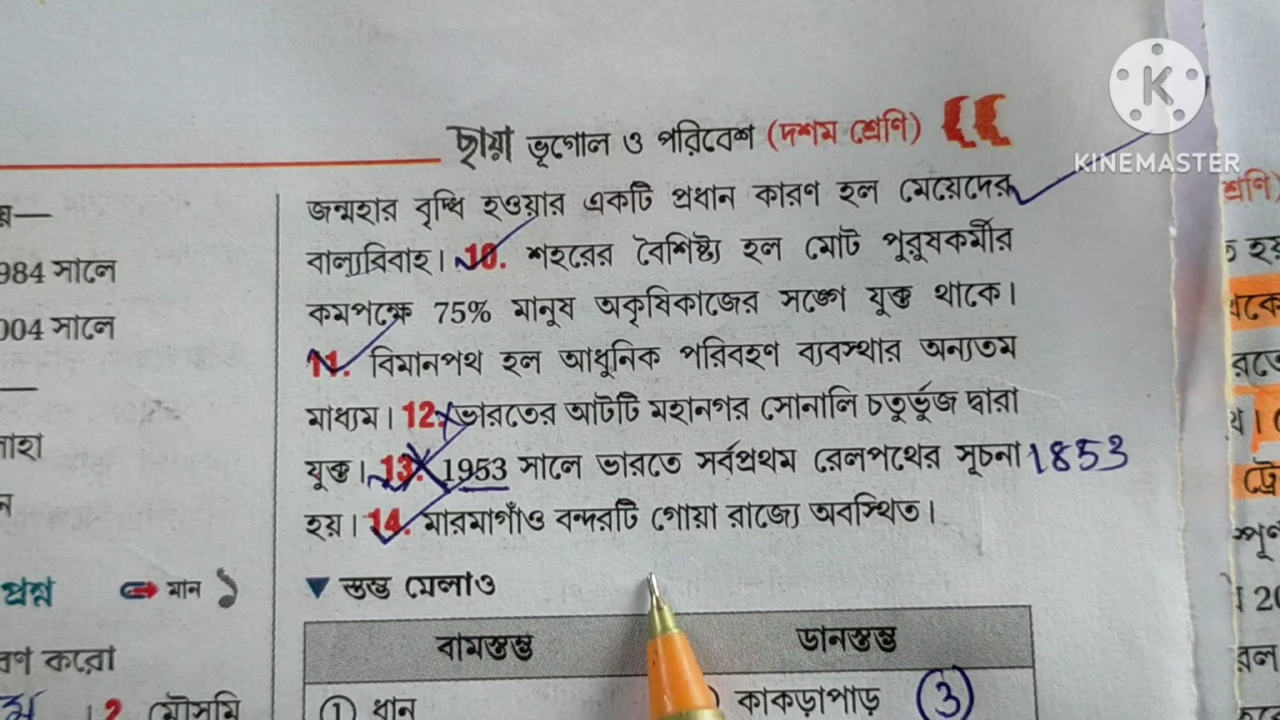 KINEMASTER
ছায়া ভূগোল ও পরিবেশ (দশম শ্রেণি)
জন্মহার বৃদ্ধি হওয়ার একটি প্রধান কারণ হল মেয়েদের
বাল্যবিবাহ। 10. শহরের বৈশিষ্ট্য হল মোট পুরুষকর্মীর
কমপক্ষে 75% মানুষ অকৃষিকাজের সঙ্গে যুক্ত থাকে।
11. বিমানপথ হল আধুনিক পরিবহণ ব্যবস্থার অন্যতম
মাধ্যম। 12. ভারতের আটটি মহানগর সোনালি চতুর্ভুজ দ্বারা
যুক্ত। 13. 1953 সালে ভারতে সর্বপ্রথম রেলপথের সূচনা 1853
হয়। 14. মারমাগাঁও বন্দরটি গোয়া রাজ্যে অবস্থিত।
▼ স্তম্ভ মেলাও
বামস্তম্ভ ডানস্তম্ভ
① ধান কাকড়াপাড় ③
984 সালে
004 সালে
প্রশ্ন মান ১
করো
2. মৌসুমি